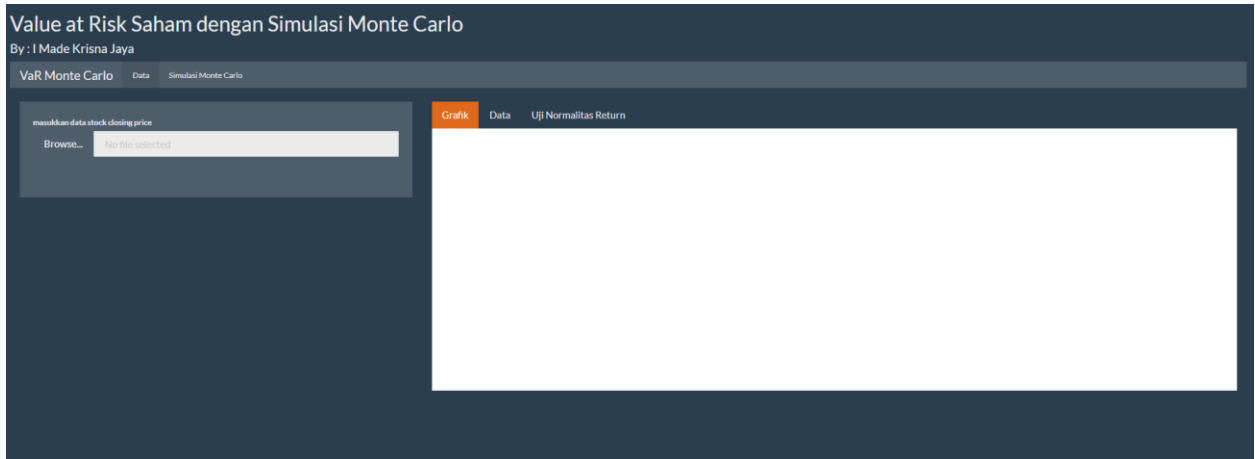 Value at Risk Saham dengan Simulasi Monte Carlo
By : I Made Krisna Jaya
VaR Monte Carlo Data Simulasi Monte Carlo
masukkan data stock closing price
Browse... No file selected
Grafik Data Uji Normalitas Return